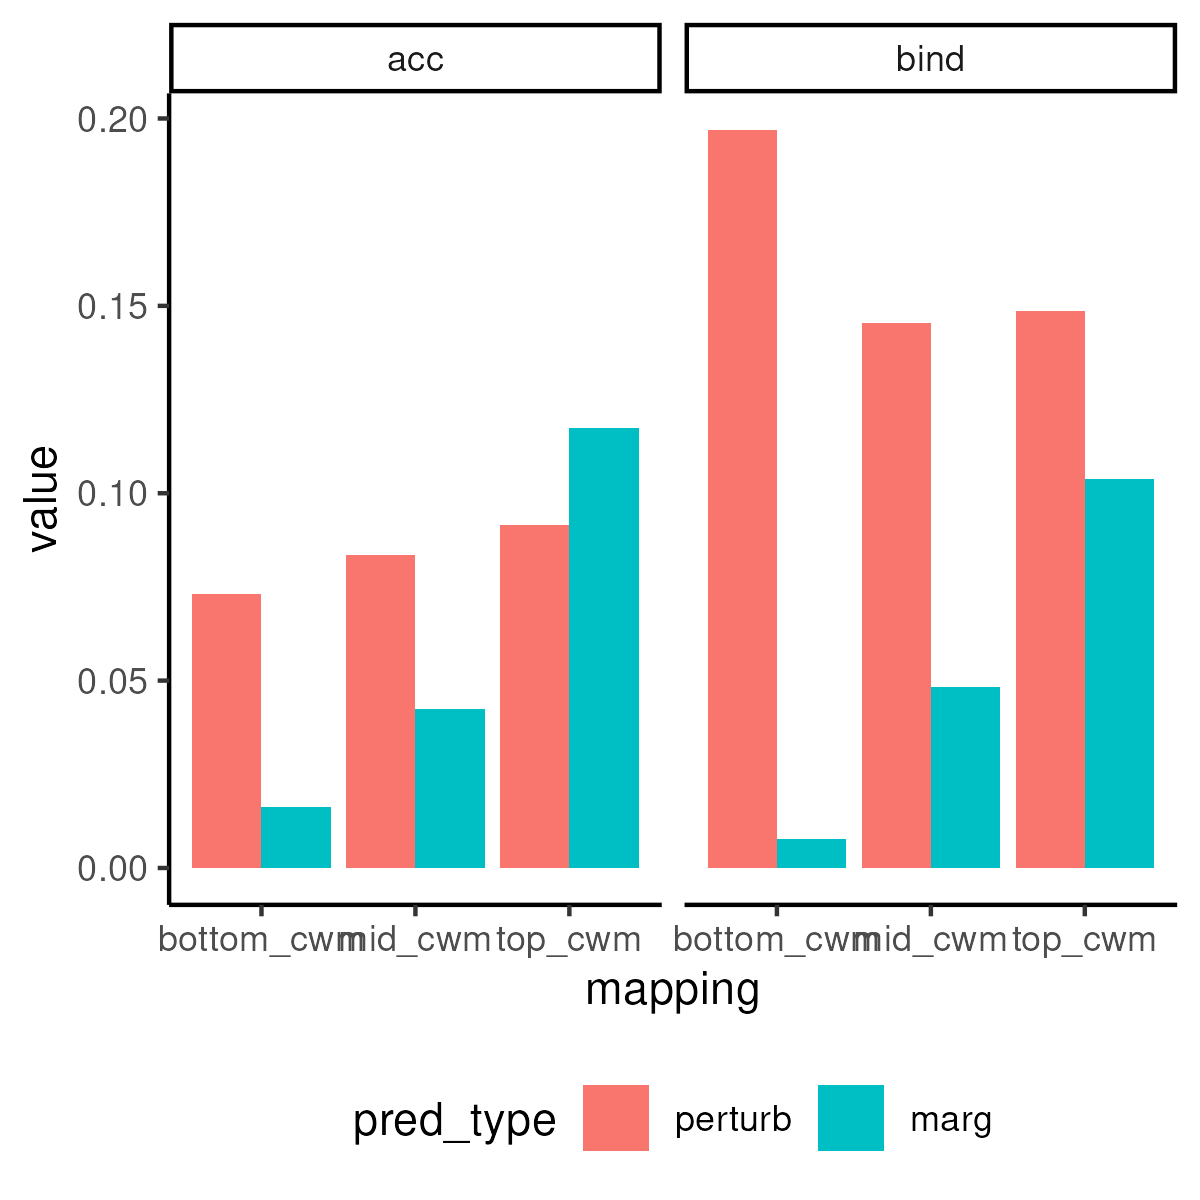 acc bind
value
0.20
0.15
0.10
0.05
0.00
bottom_cwm mid_cwm top_cwm bottom_cwm mid_cwm top_cwm
mapping
pred_type perturb marg